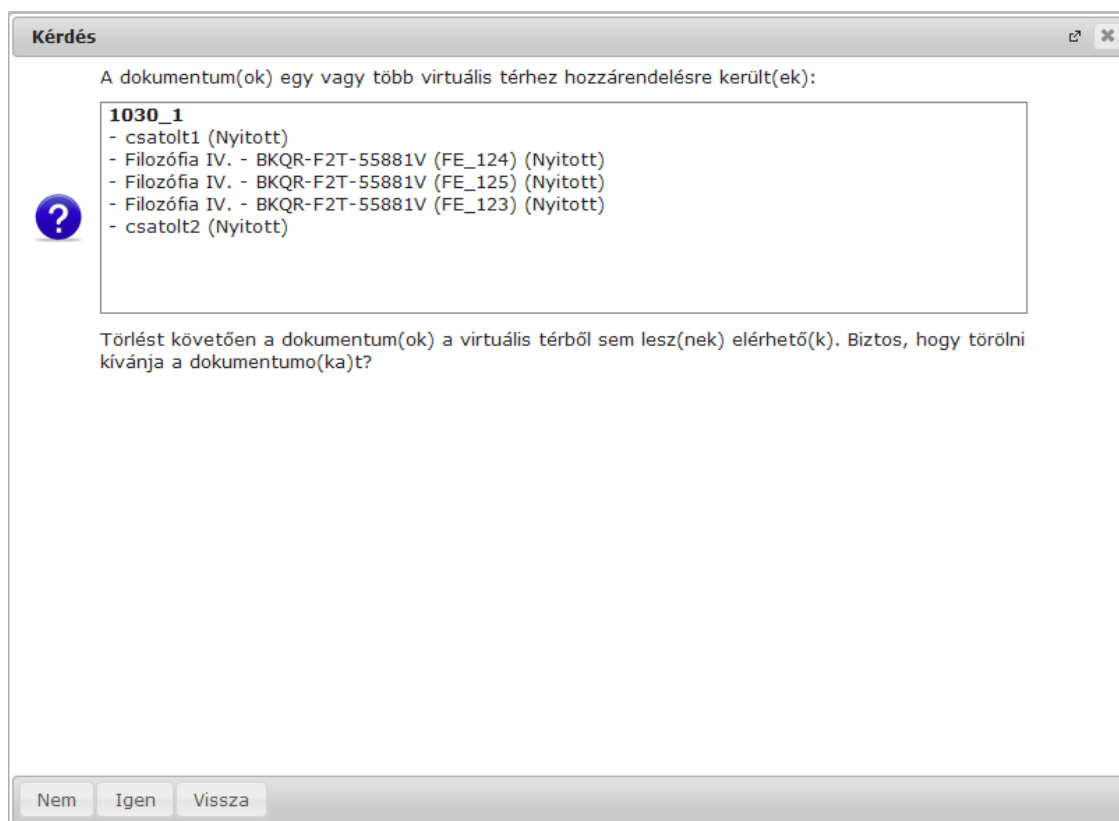 Kérdés
A dokumentum(ok) egy vagy több virtuális térhez hozzárendelésre került(ek):
1030_1
- csatolt1 (Nyitott)
- Filozófia IV. - BKQR-F2T-55881V (FE_124) (Nyitott)
- Filozófia IV. - BKQR-F2T-55881V (FE_125) (Nyitott)
- Filozófia IV. - BKQR-F2T-55881V (FE_123) (Nyitott)
- csatolt2 (Nyitott)
Törlést követően a dokumentum(ok) a virtuális térből sem lesz(nek) elérhető(k). Biztos, hogy törölni
kívánja a dokumentumo(ka)t?
Nem Igen Vissza